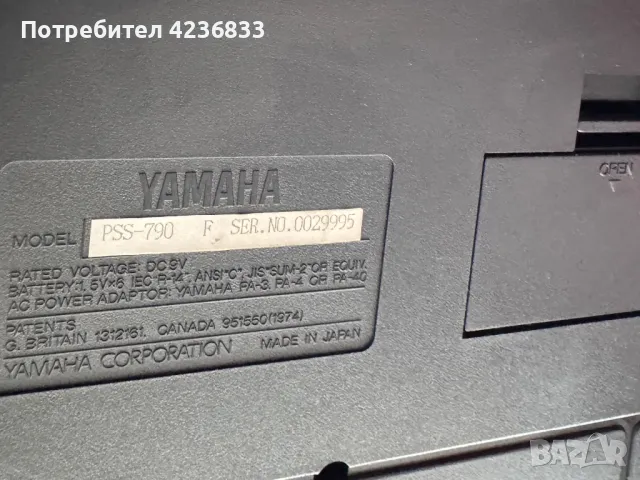 Потребител 4236833
YAMAHA
MODEL PSS-790 F SER.NO.0029995
RATED VOLTAGE: DC9V
BATTERY:1.5V×6 IEC"R-14", ANSI"C", JIS"SUM-2"OR EQUIV.
AC POWER ADAPTOR: YAMAHA PA-3, PA-4 OR PA-40
PATENTS
G. BRITAIN 1312161, CANADA 951550(1974)
YAMAHA CORPORATION MADE IN JAPAN
OPEN
BAZAR